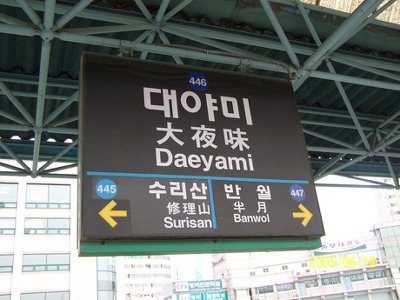 446
대야미
大夜味
Daeyami
445 수리산 반월 447
修理山 半月
Surisan Banwol